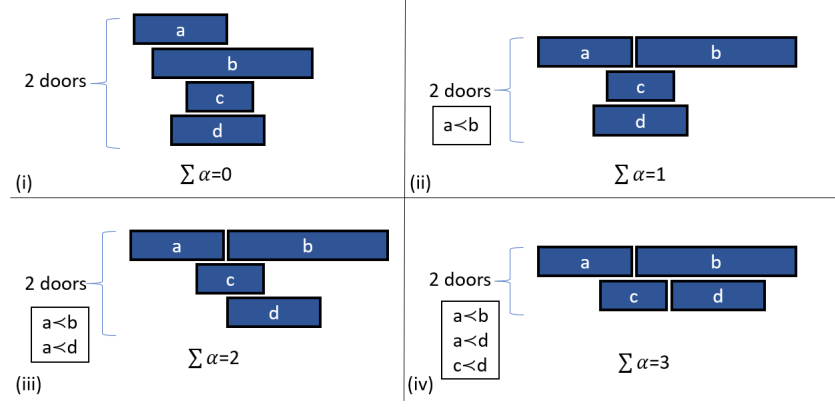 a
b
2 doors
c
d
∑ α=0
(i)
a b
2 doors
c
a≺b
d
∑ α=1
(ii)
a b
c
2 doors
d
a≺b
a≺d
∑ α=2
(iii)
a b
2 doors
c d
a≺b
a≺d
c≺d
∑ α=3
(iv)